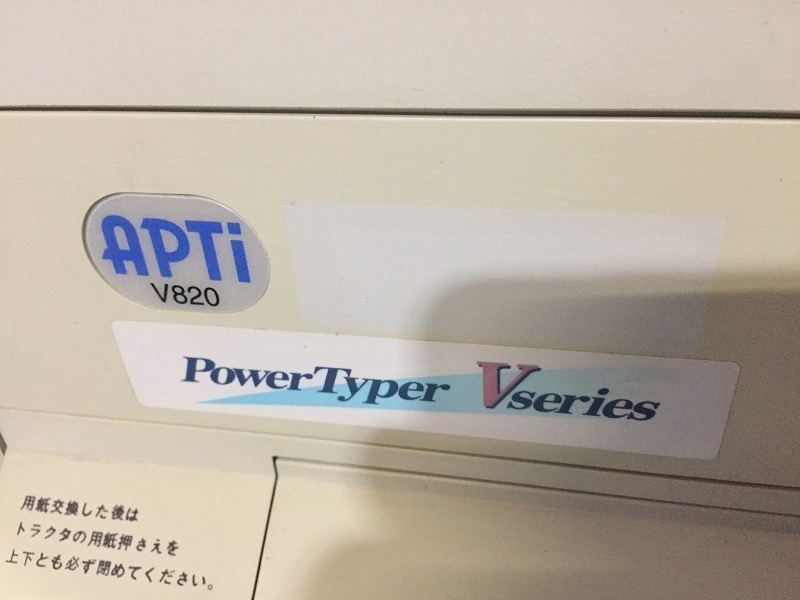 APTi
V820
PowerTyper Vseries
用紙交換した後は
トラクタの用紙押さえを
上下とも必ず閉めてください。